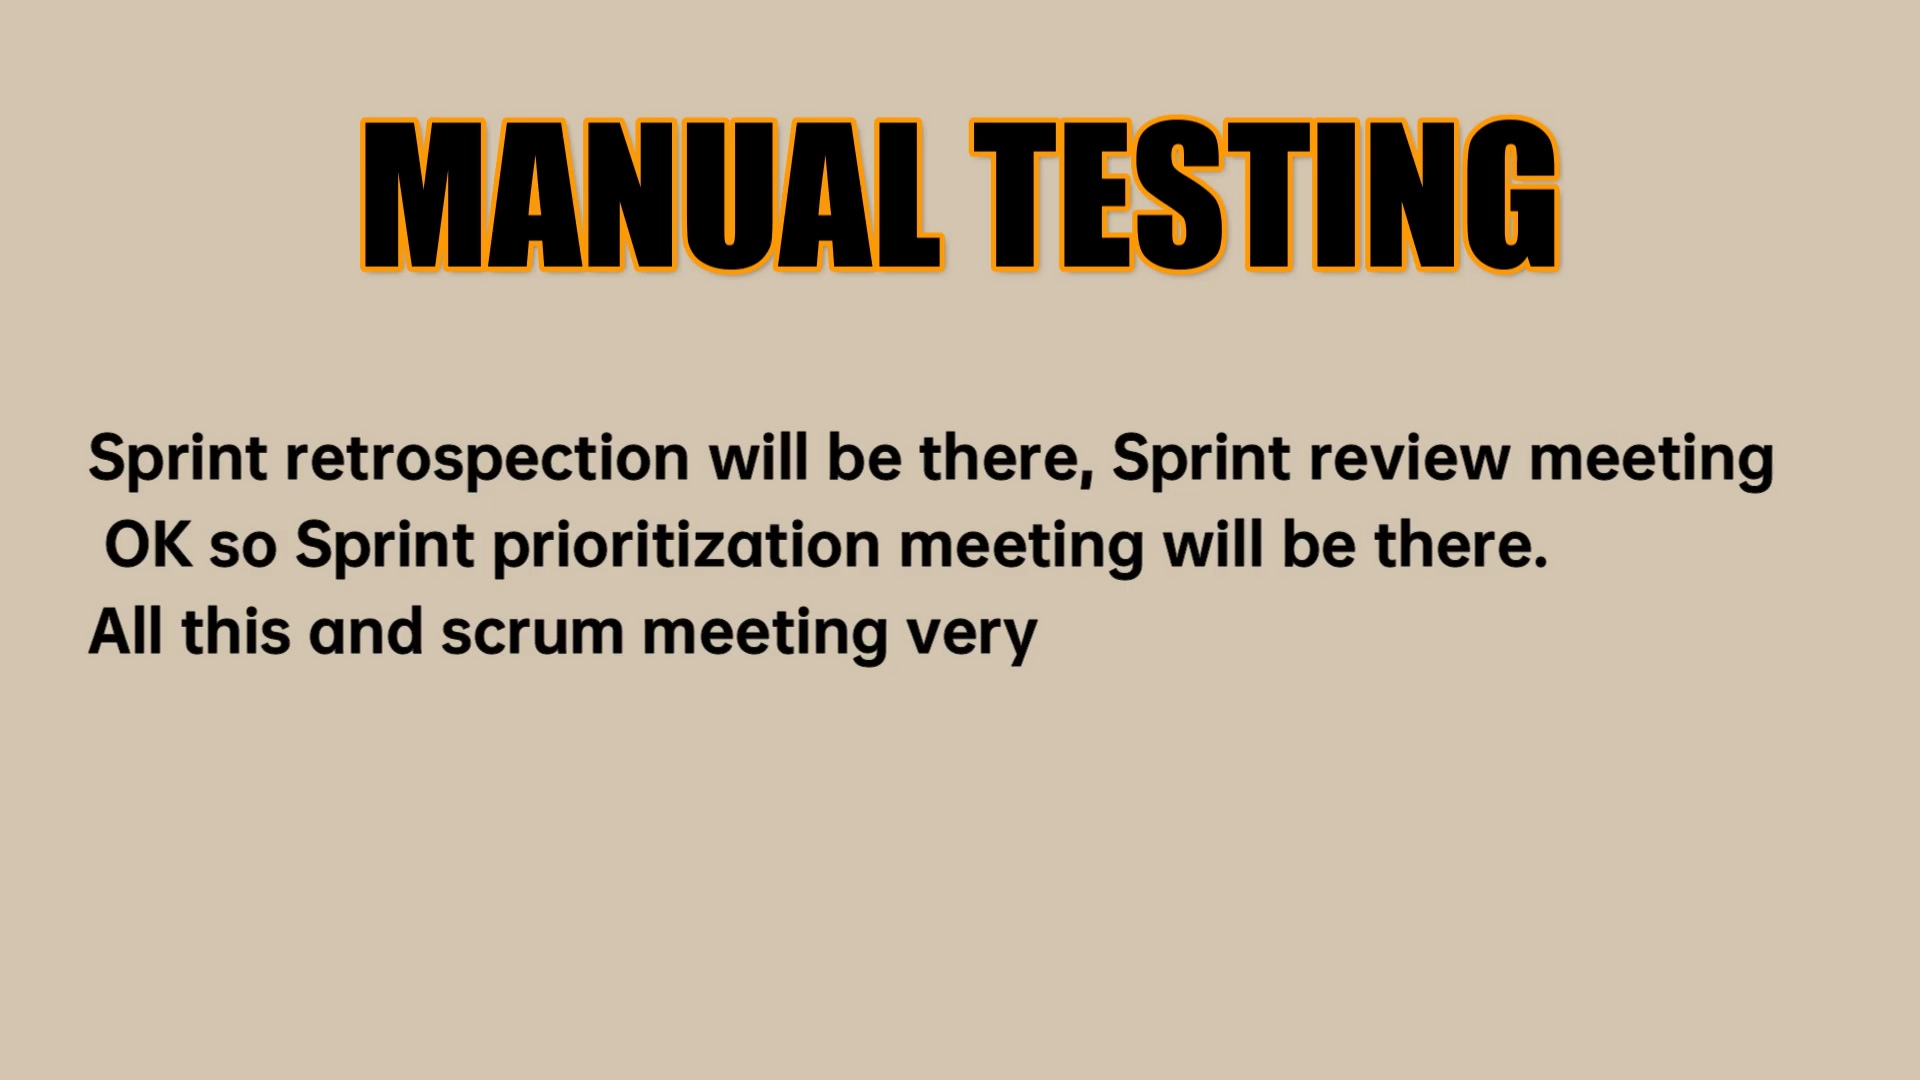 MANUAL TESTING
Sprint retrospection will be there, Sprint review meeting
OK so Sprint prioritization meeting will be there.
All this and scrum meeting very